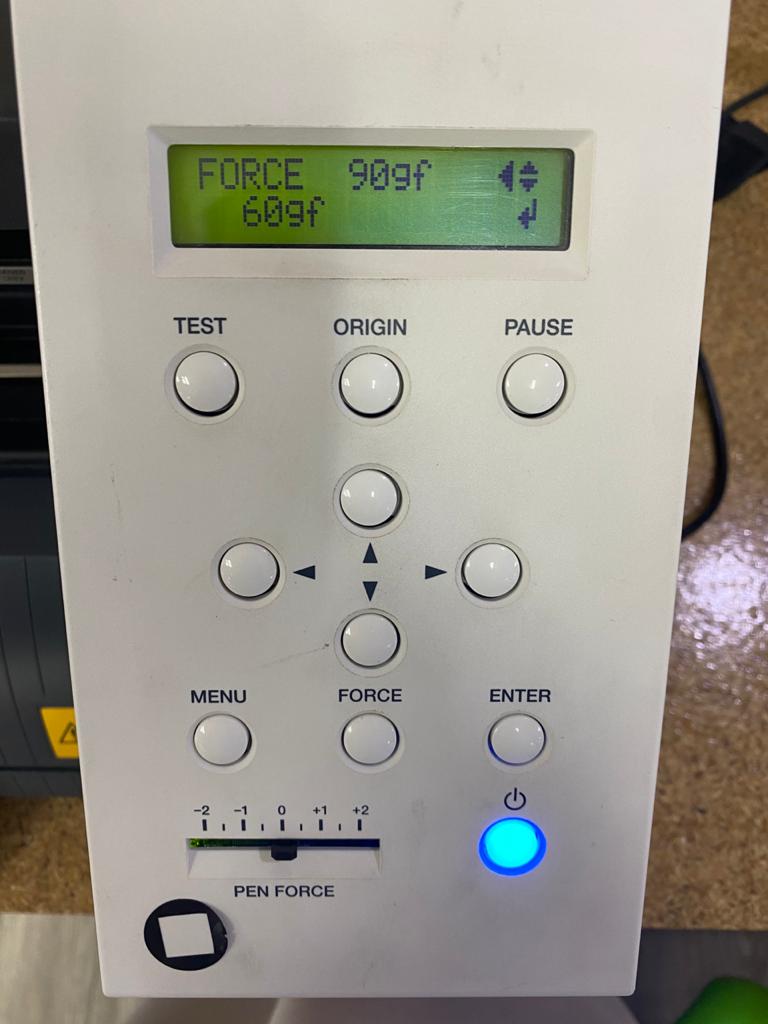 FORCE 90gf
60gf
TEST ORIGIN PAUSE
MENU FORCE ENTER
−2 −1 0 +1 +2
PEN FORCE